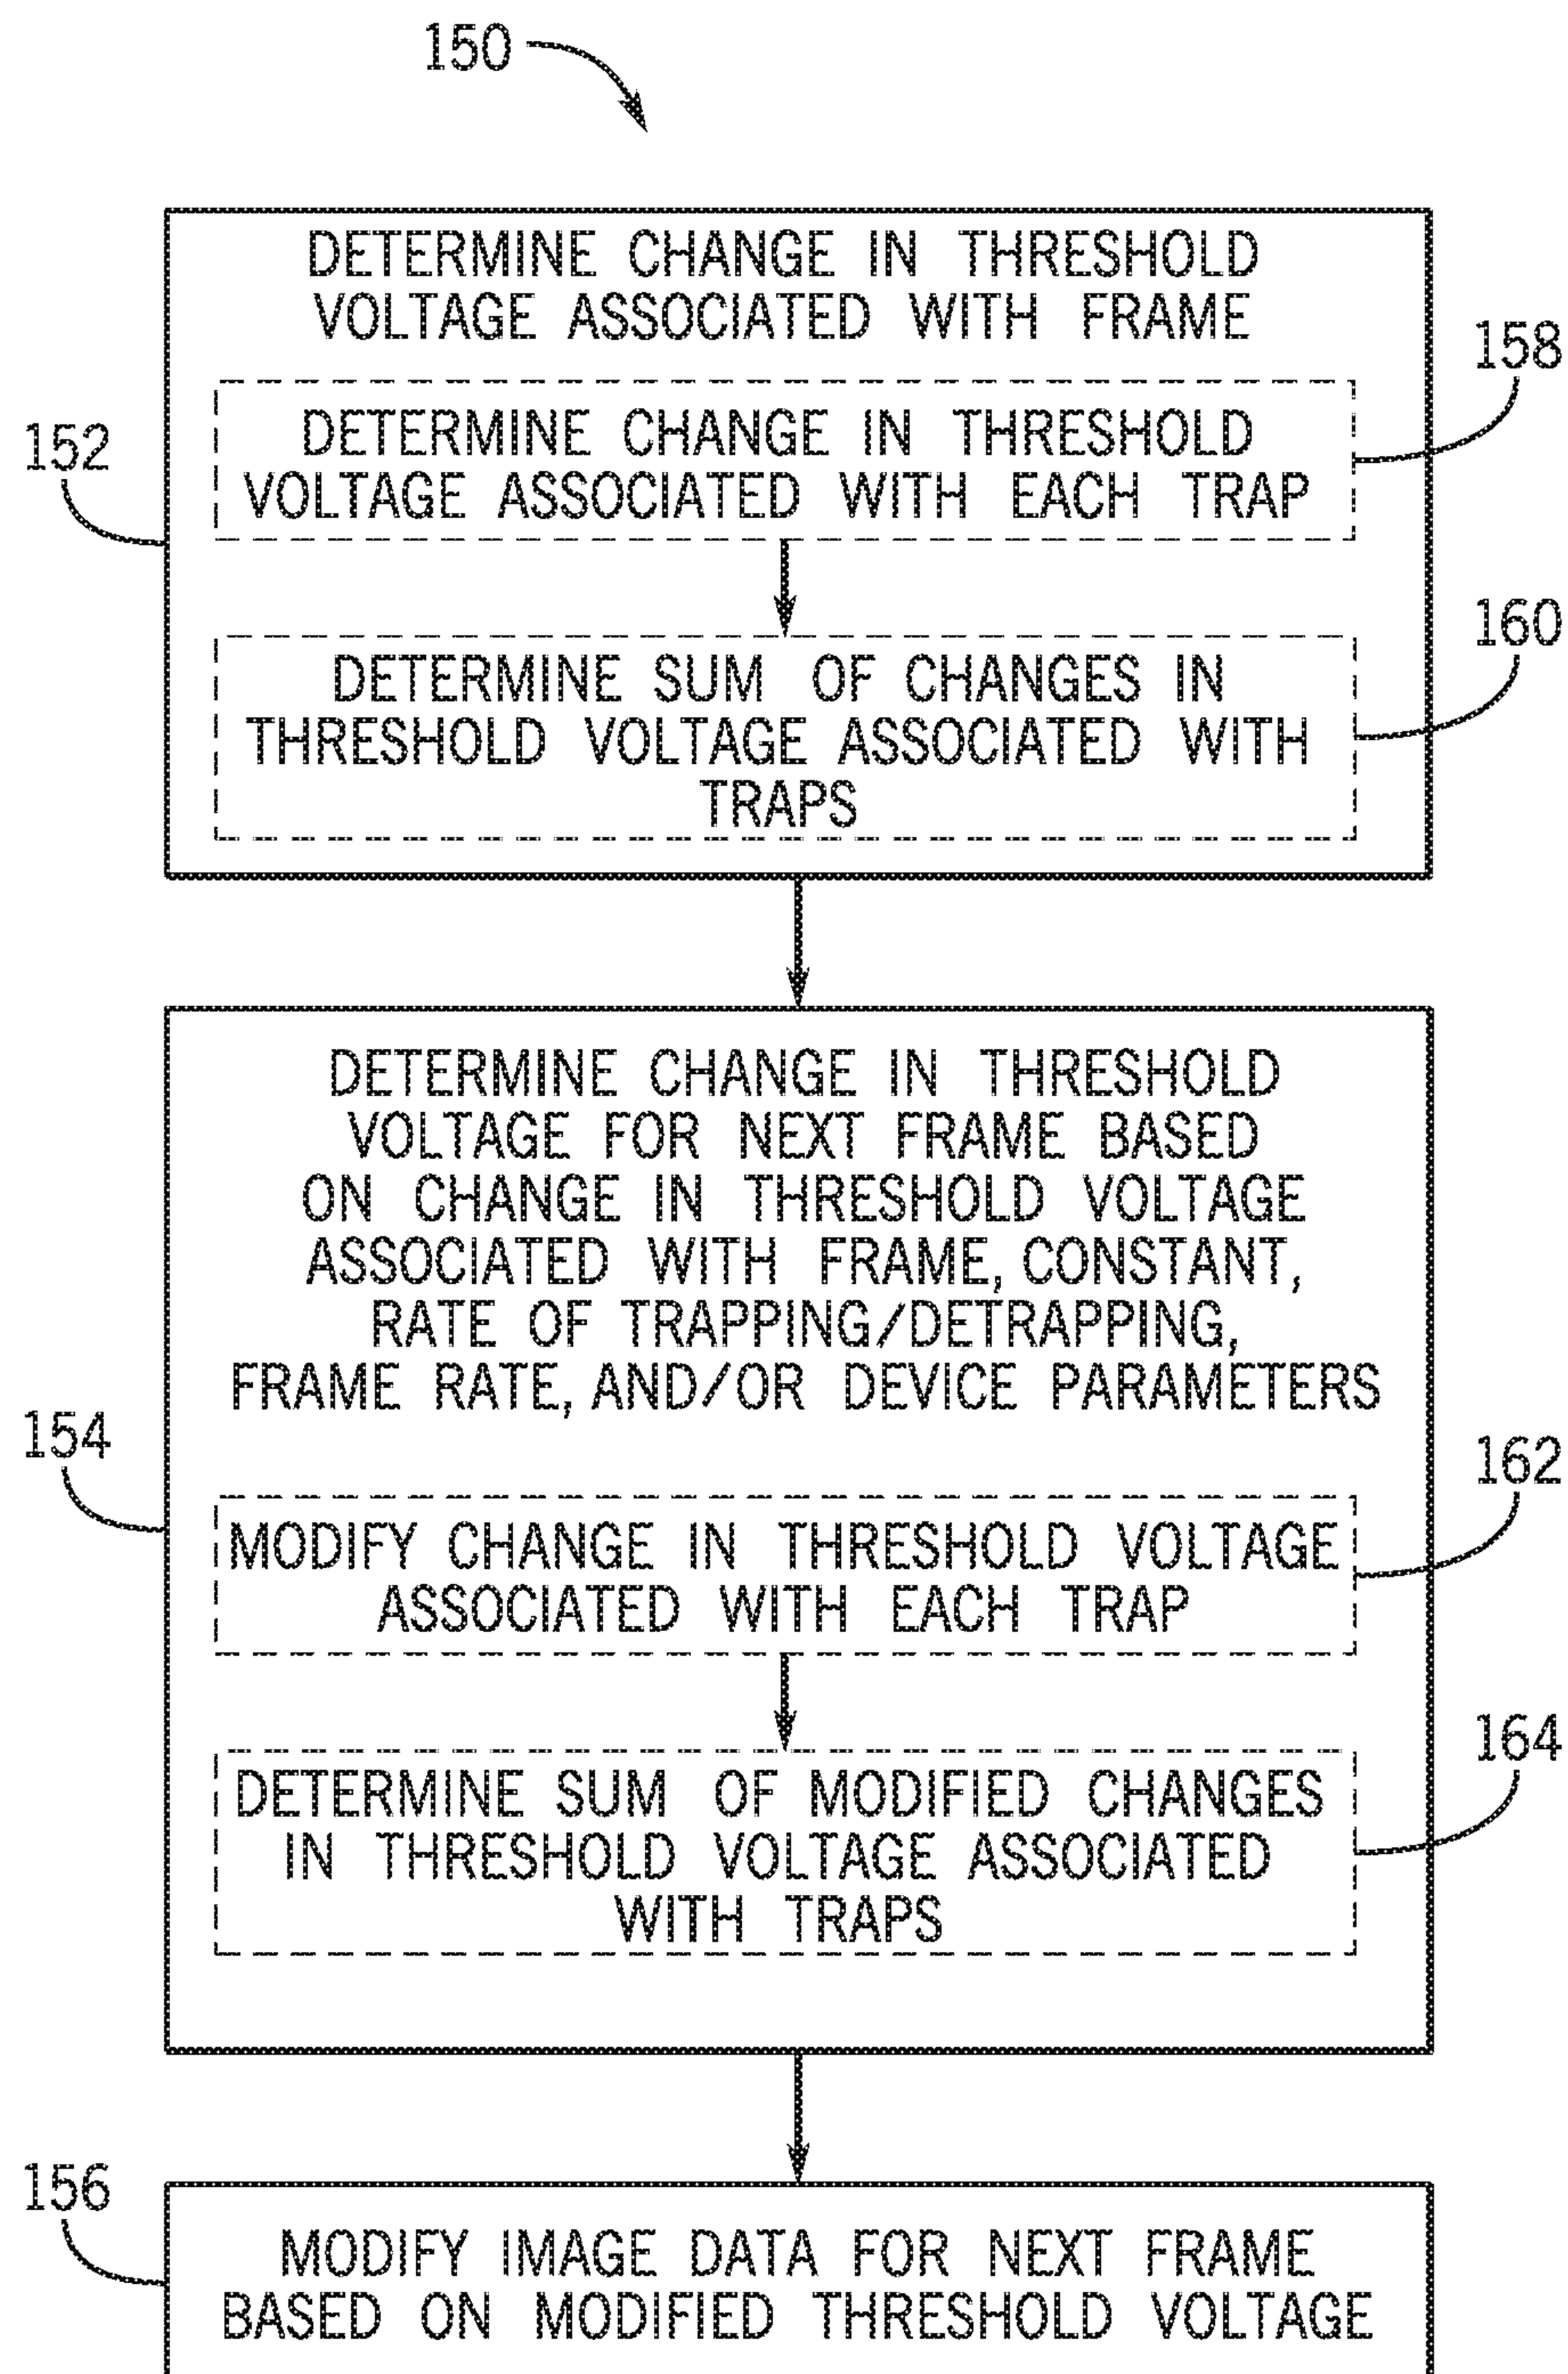 150
DETERMINE CHANGE IN THRESHOLD
VOLTAGE ASSOCIATED WITH FRAME
158
152
DETERMINE CHANGE IN THRESHOLD
VOLTAGE ASSOCIATED WITH EACH TRAP
160
DETERMINE SUM OF CHANGES IN
THRESHOLD VOLTAGE ASSOCIATED WITH
TRAPS
DETERMINE CHANGE IN THRESHOLD
VOLTAGE FOR NEXT FRAME BASED
ON CHANGE IN THRESHOLD VOLTAGE
ASSOCIATED WITH FRAME, CONSTANT,
RATE OF TRAPPING/DETRAPPING,
FRAME RATE, AND/OR DEVICE PARAMETERS
154
162
MODIFY CHANGE IN THRESHOLD VOLTAGE
ASSOCIATED WITH EACH TRAP
164
DETERMINE SUM OF MODIFIED CHANGES
IN THRESHOLD VOLTAGE ASSOCIATED
WITH TRAPS
156
MODIFY IMAGE DATA FOR NEXT FRAME
BASED ON MODIFIED THRESHOLD VOLTAGE